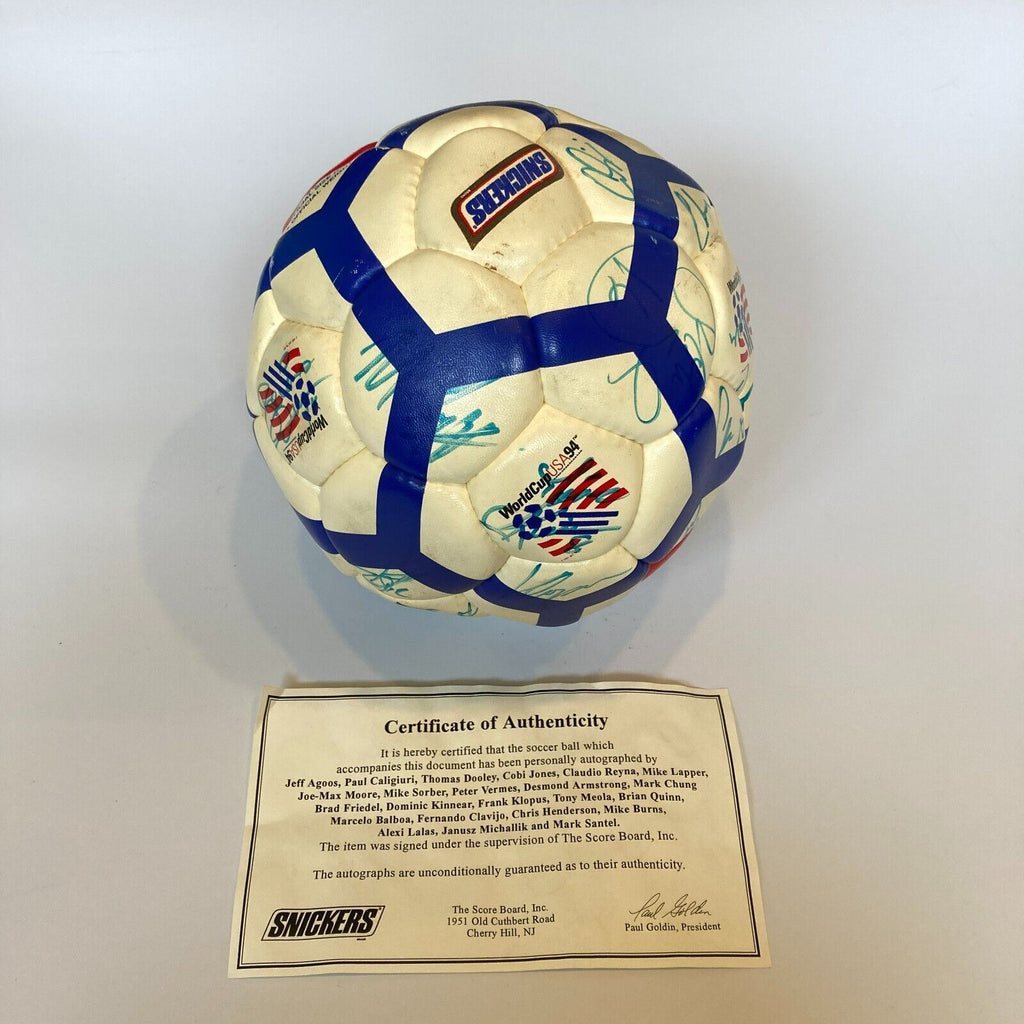 SNICKERS
OFFICIAL
WorldCupUSA94™
WorldCupUSA94
Certificate of Authenticity
It is hereby certified that the soccer ball which
accompanies this document has been personally autographed by
Jeff Agoos, Paul Caligiuri, Thomas Dooley, Cobi Jones, Claudio Reyna, Mike Lapper,
Joe-Max Moore, Mike Sorber, Peter Vermes, Desmond Armstrong, Mark Chung
Brad Friedel, Dominic Kinnear, Frank Klopus, Tony Meola, Brian Quinn,
Marcelo Balboa, Fernando Clavijo, Chris Henderson, Mike Burns,
Alexi Lalas, Janusz Michallik and Mark Santel.
The item was signed under the supervision of The Score Board, Inc.
The autographs are unconditionally guaranteed as to their authenticity.
SNICKERS
The Score Board, Inc.
1951 Old Cuthbert Road
Cherry Hill, NJ
Paul Goldin
Paul Goldin, President